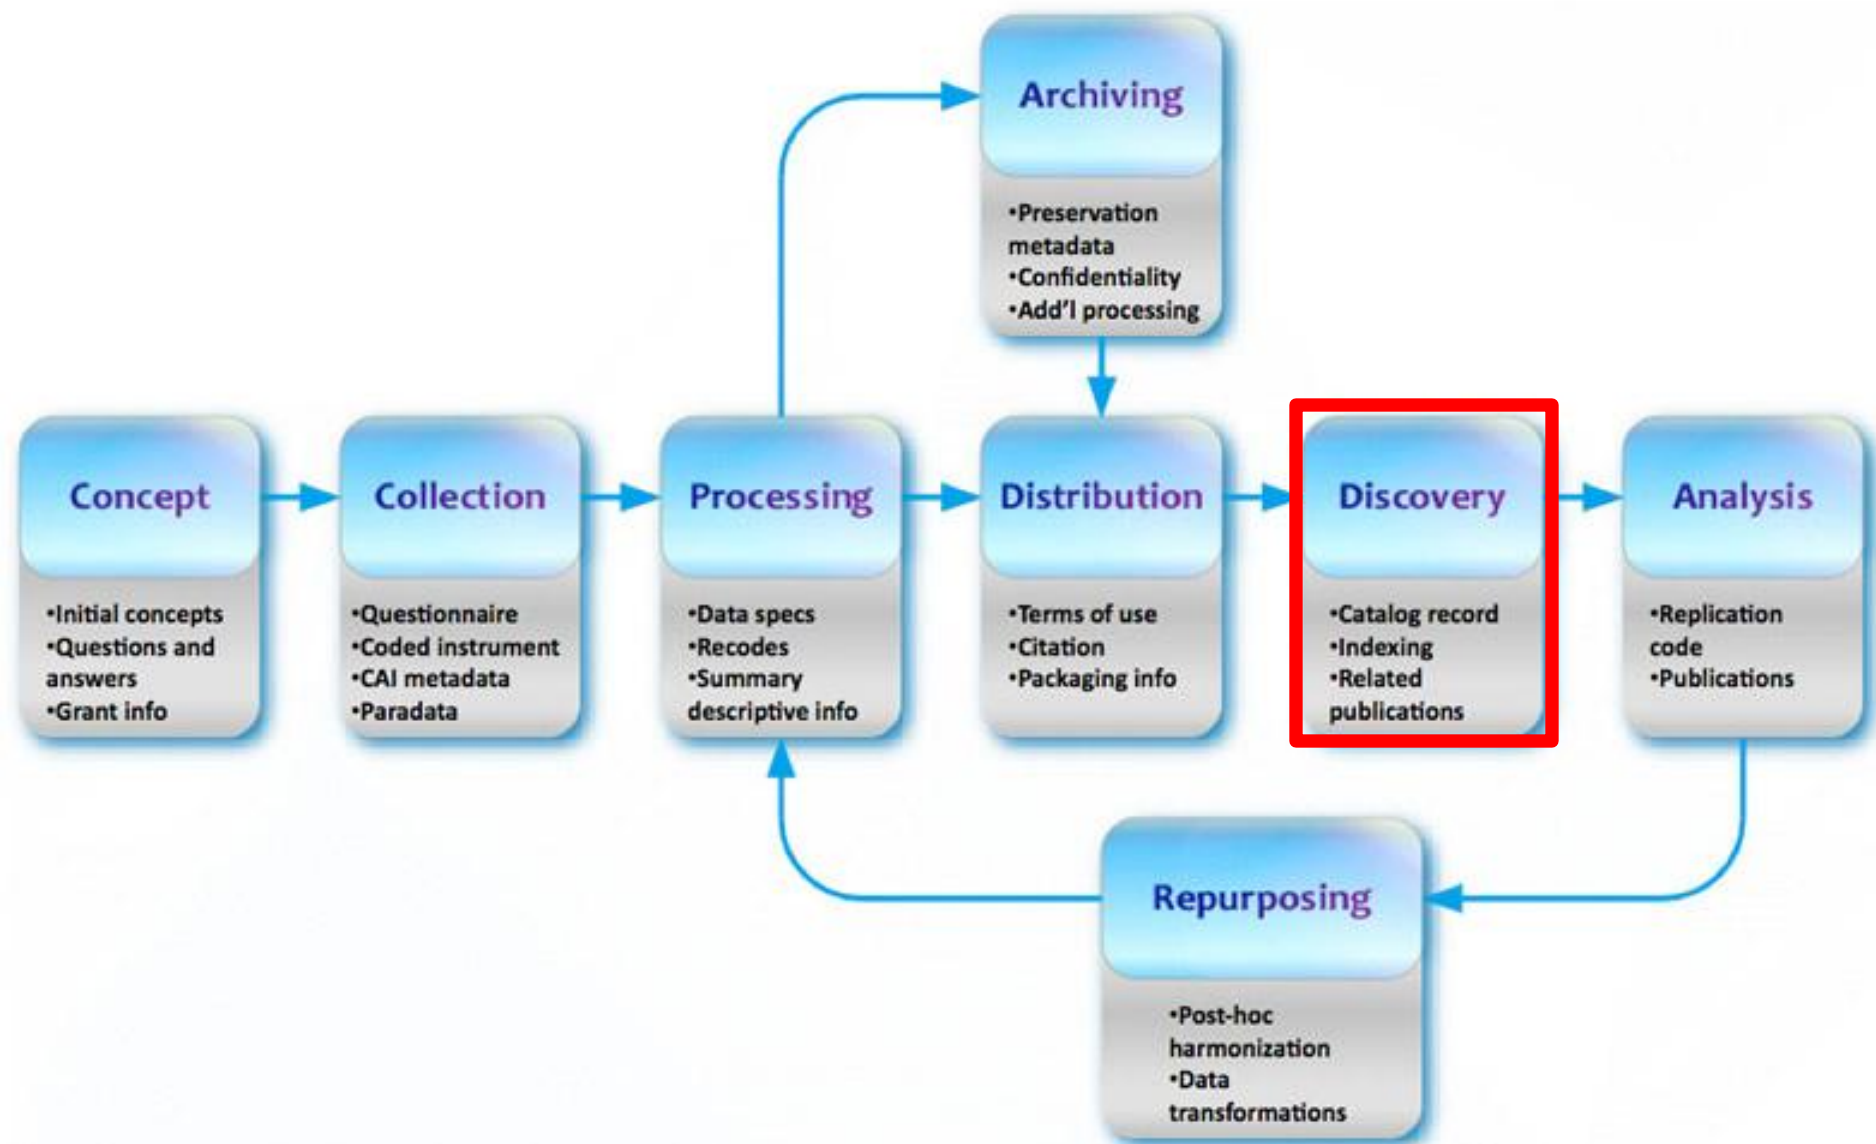 Archiving
•Preservation
metadata
•Confidentiality
•Add'l processing
Concept
•Initial concepts
•Questions and
answers
•Grant info
Collection
•Questionnaire
•Coded instrument
•CAI metadata
•Paradata
Processing
•Data specs
•Recodes
•Summary
descriptive info
Distribution
•Terms of use
•Citation
•Packaging info
Discovery
•Catalog record
•Indexing
•Related
publications
Analysis
•Replication
code
•Publications
Repurposing
•Post-hoc
harmonization
•Data
transformations